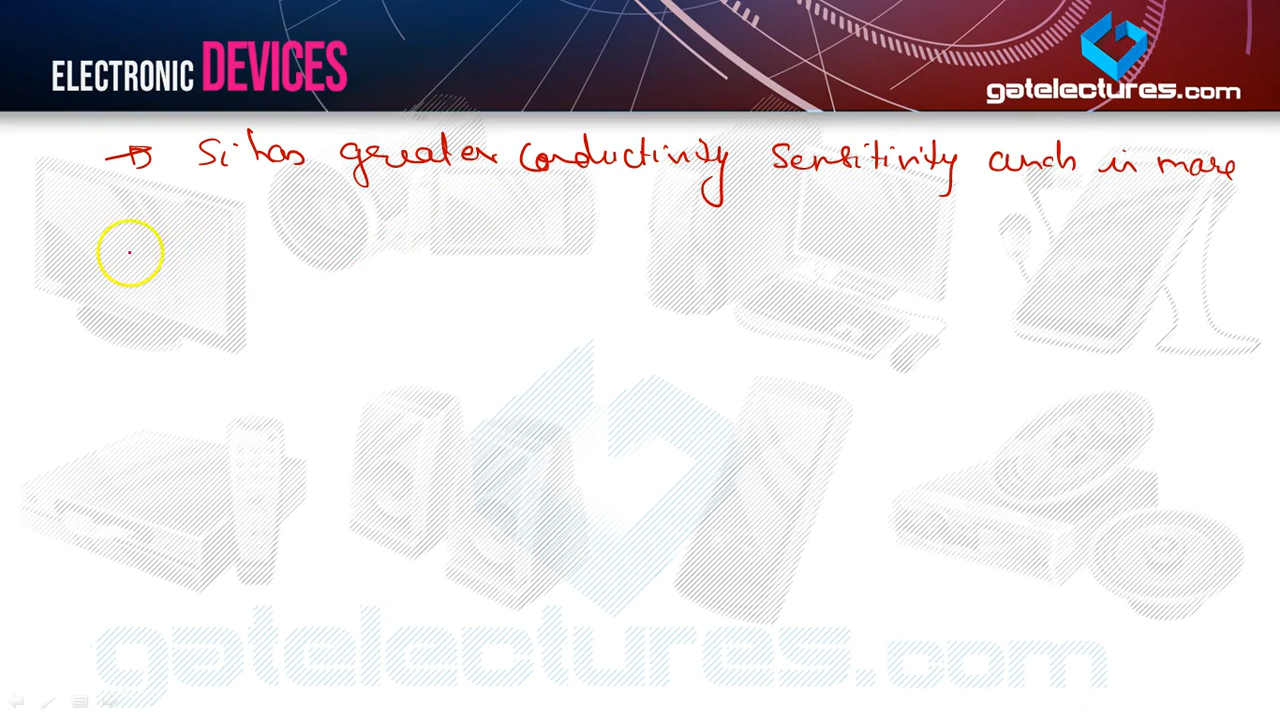 ELECTRONIC DEVICES
gatelectures.com
→ Si has greater conductivity sensitivity and is more
gatelectures.com